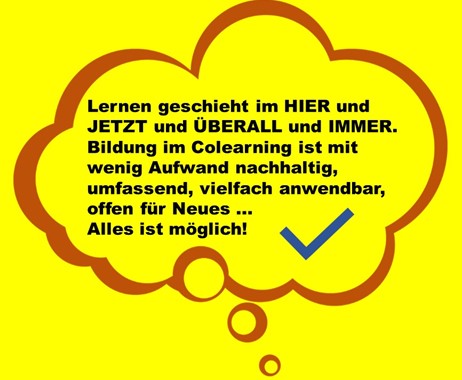 Lernen geschieht im HIER und
JETZT und ÜBERALL und IMMER.
Bildung im Colearning ist mit
wenig Aufwand nachhaltig,
umfassend, vielfach anwendbar,
offen für Neues ...
Alles ist möglich!